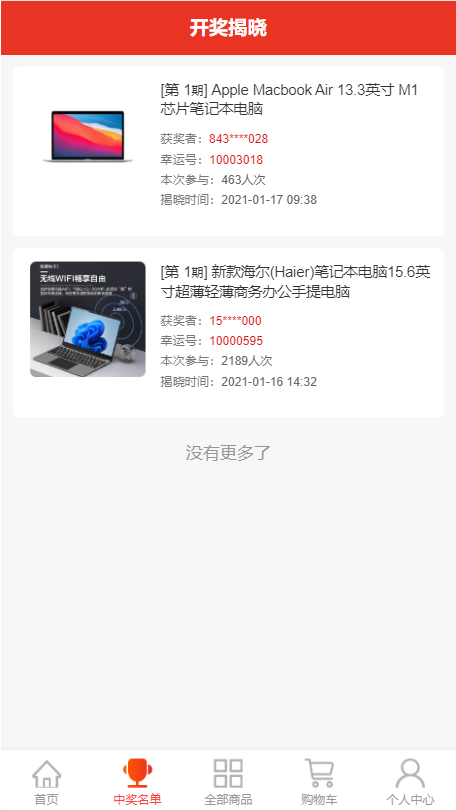 开奖揭晓
[第 1期] Apple Macbook Air 13.3英寸 M1
芯片笔记本电脑
获奖者：843****028
幸运号：10003018
本次参与：463人次
揭晓时间：2021-01-17 09:38
无线WIFI畅享自由
[第 1期] 新款海尔(Haier)笔记本电脑15.6英
寸超薄轻薄商务办公手提电脑
获奖者：15****000
幸运号：10000595
本次参与：2189人次
揭晓时间：2021-01-16 14:32
没有更多了
首页
中奖名单
全部商品
购物车
个人中心